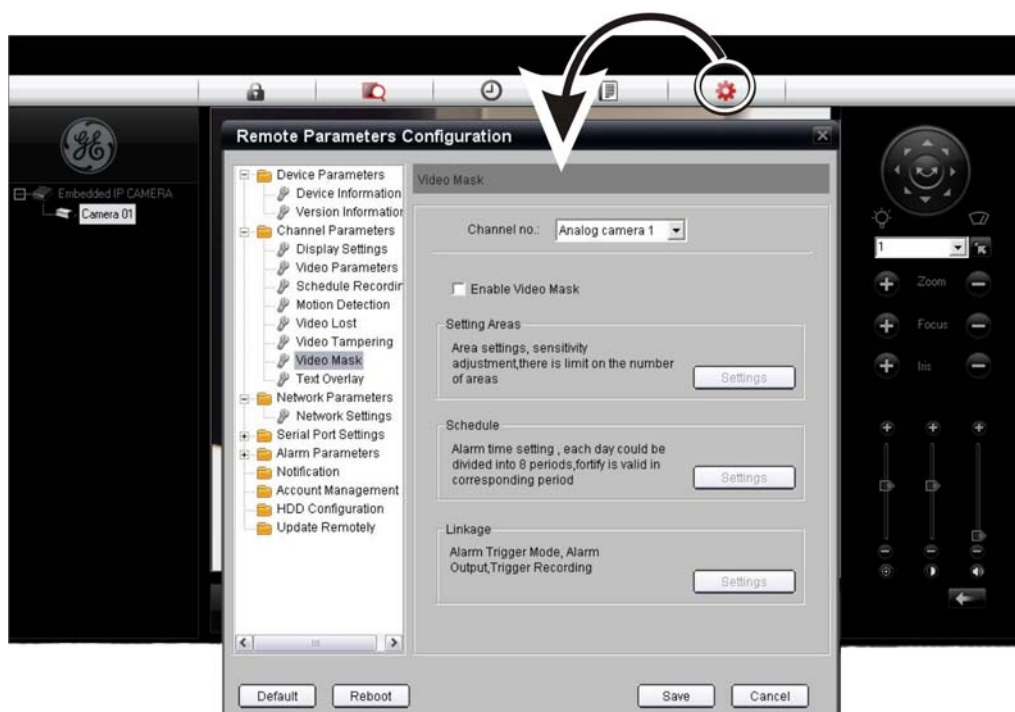 GE
Embedded IP CAMERA
Camera 01
Remote Parameters Configuration
Device Parameters
Device Information
Version Information
Channel Parameters
Display Settings
Video Parameters
Schedule Recordin
Motion Detection
Video Lost
Video Tampering
Video Mask
Text Overlay
Network Parameters
Network Settings
Serial Port Settings
Alarm Parameters
Notification
Account Management
HDD Configuration
Update Remotely
Video Mask
Channel no.: Analog camera 1
Enable Video Mask
Setting Areas
Area settings, sensitivity
adjustment,there is limit on the number
of areas
Settings
Schedule
Alarm time setting , each day could be
divided into 8 periods,fortify is valid in
corresponding period
Settings
Linkage
Alarm Trigger Mode, Alarm
Output,Trigger Recording
Settings
Default
Reboot
Save
Cancel
1
Zoom
Focus
Iris